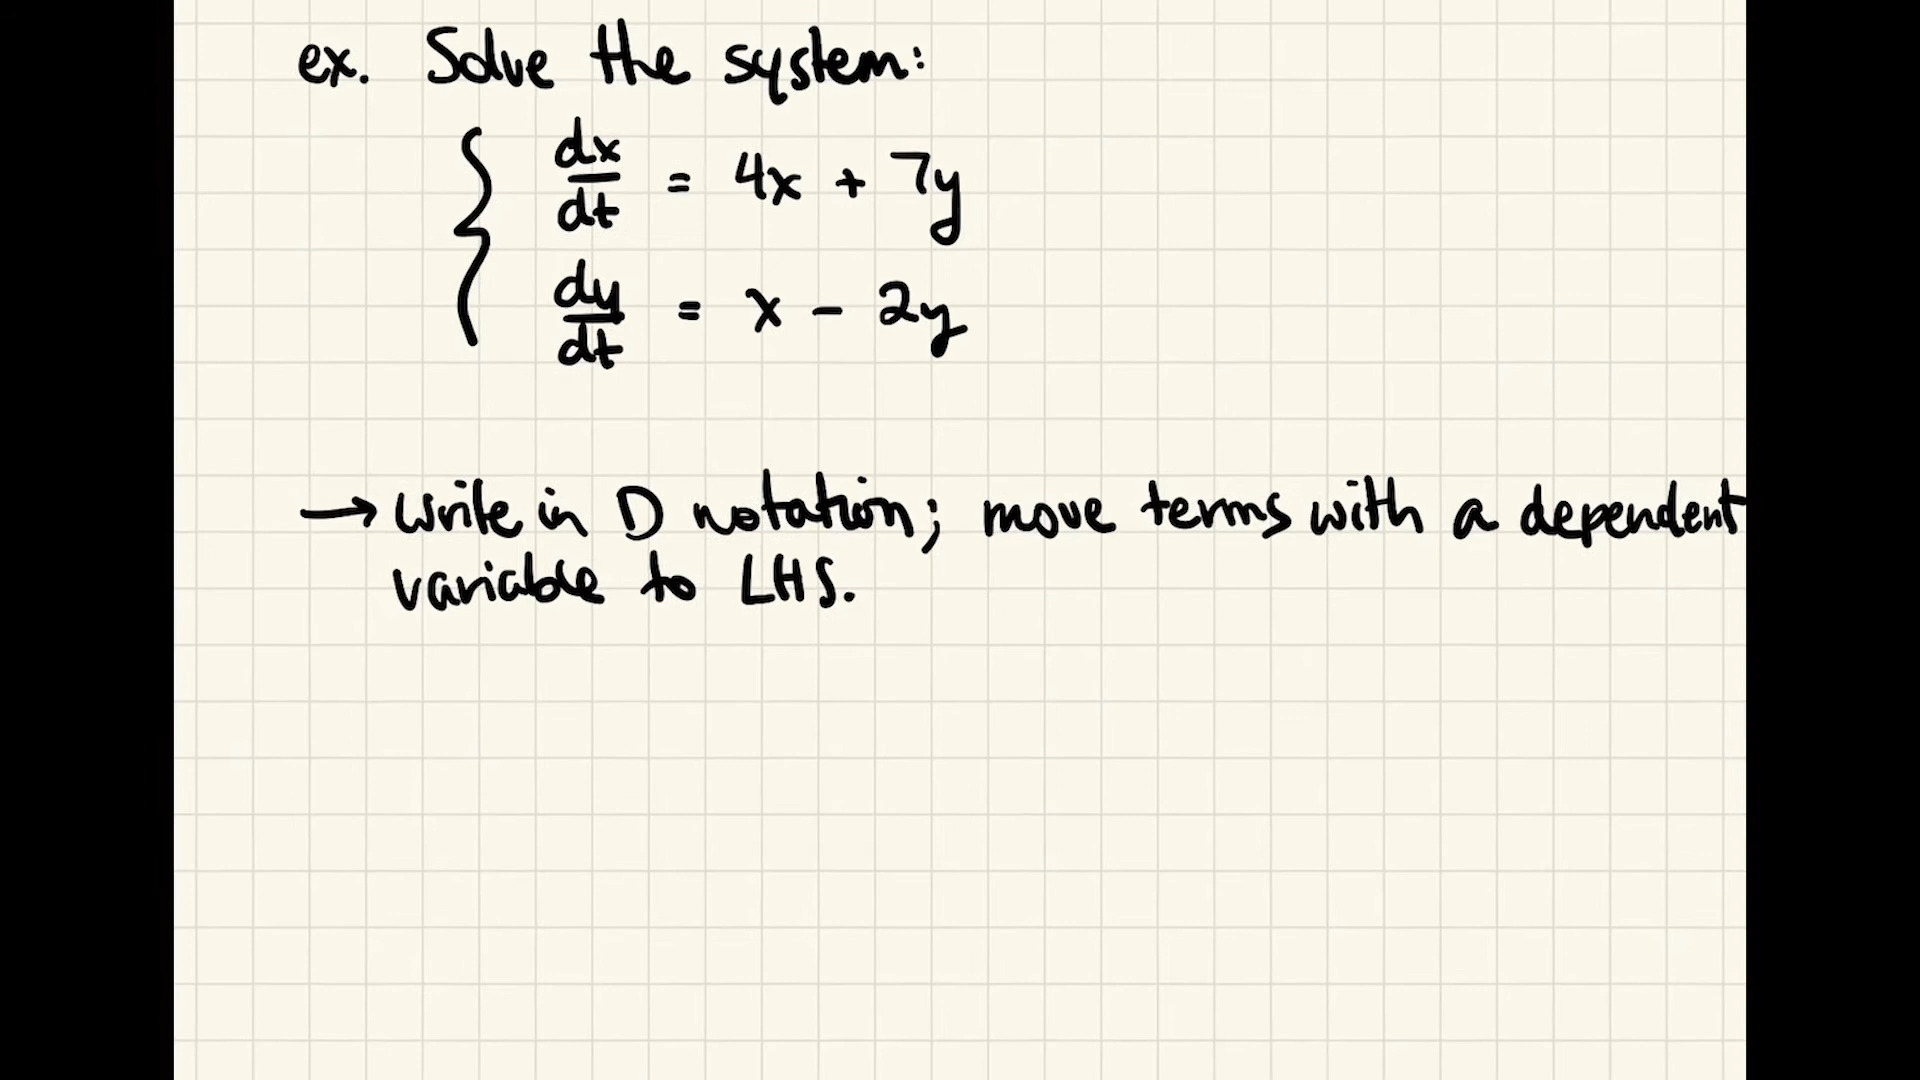 ex. Solve the system:
dx/dt = 4x + 7y
dy/dt = x - 2y
→ Write in D notation; move terms with a dependent
variable to LHS.